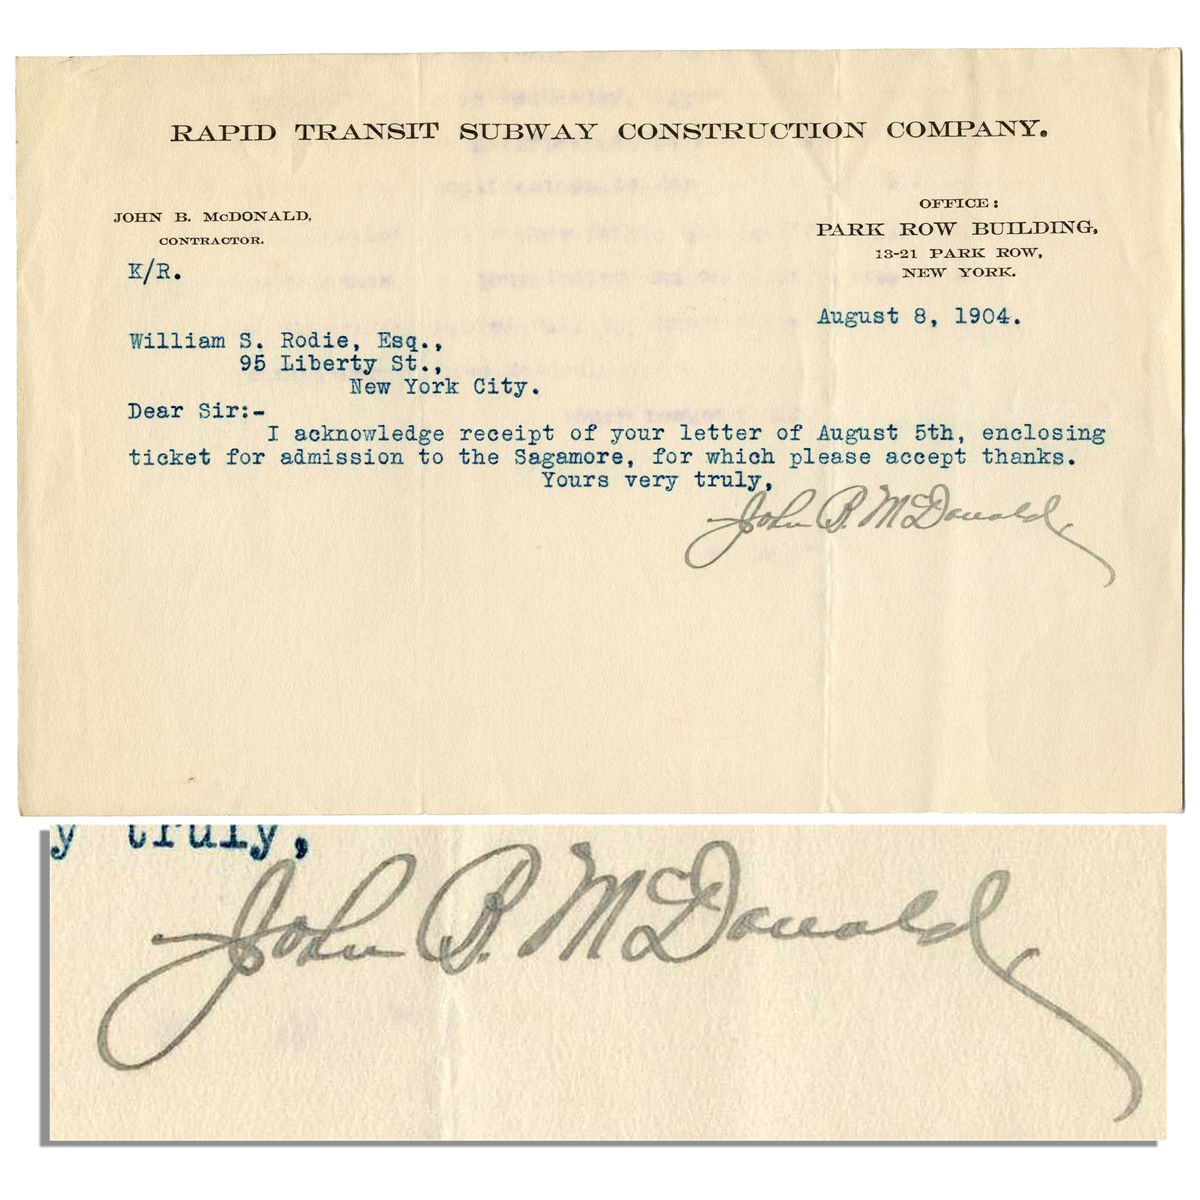 RAPID TRANSIT SUBWAY CONSTRUCTION COMPANY.
JOHN B. McDONALD,
CONTRACTOR.
OFFICE:
PARK ROW BUILDING,
13-21 PARK ROW,
NEW YORK.
K/R.
August 8, 1904.
William S. Rodie, Esq.,
95 Liberty St.,
New York City.
Dear Sir:-
I acknowledge receipt of your letter of August 5th, enclosing
ticket for admission to the Sagamore, for which please accept thanks.
Yours very truly,
John B. McDonald
y truly,
John B. McDonald